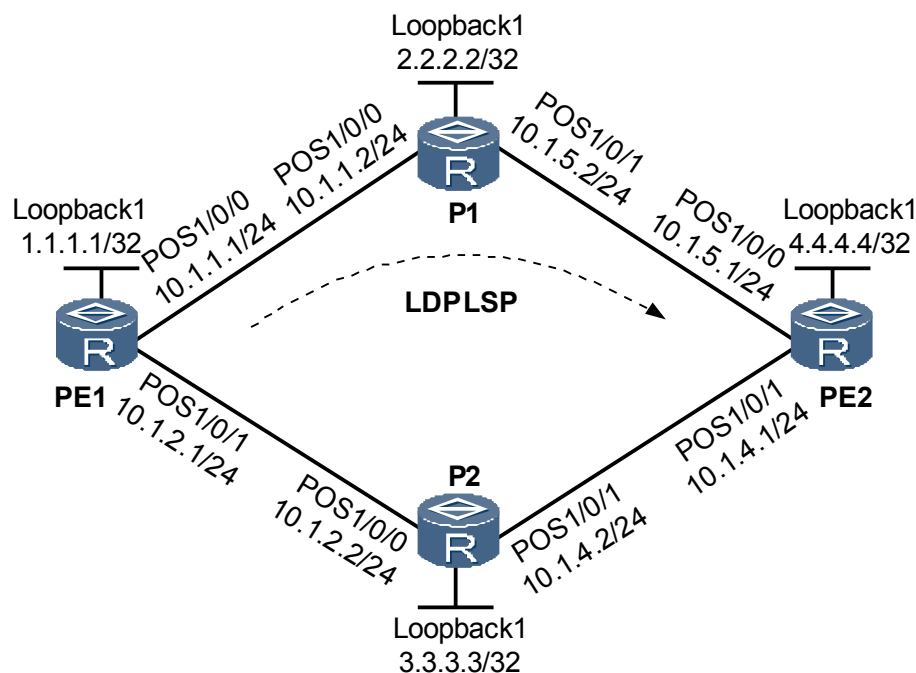 Loopback1
2.2.2.2/32
POS1/0/0
10.1.1.2/24
POS1/0/1
10.1.5.2/24
R
P1
Loopback1
1.1.1.1/32
POS1/0/0
10.1.1.1/24
POS1/0/0
10.1.5.1/24
Loopback1
4.4.4.4/32
LDP LSP
R
PE1
R
PE2
POS1/0/1
10.1.2.1/24
POS1/0/1
10.1.4.1/24
P2
POS1/0/0
10.1.2.2/24
R
POS1/0/1
10.1.4.2/24
Loopback1
3.3.3.3/32